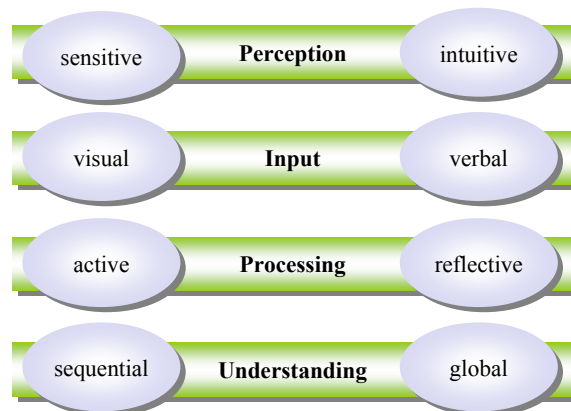 sensitive Perception intuitive
visual Input verbal
active Processing reflective
sequential Understanding global